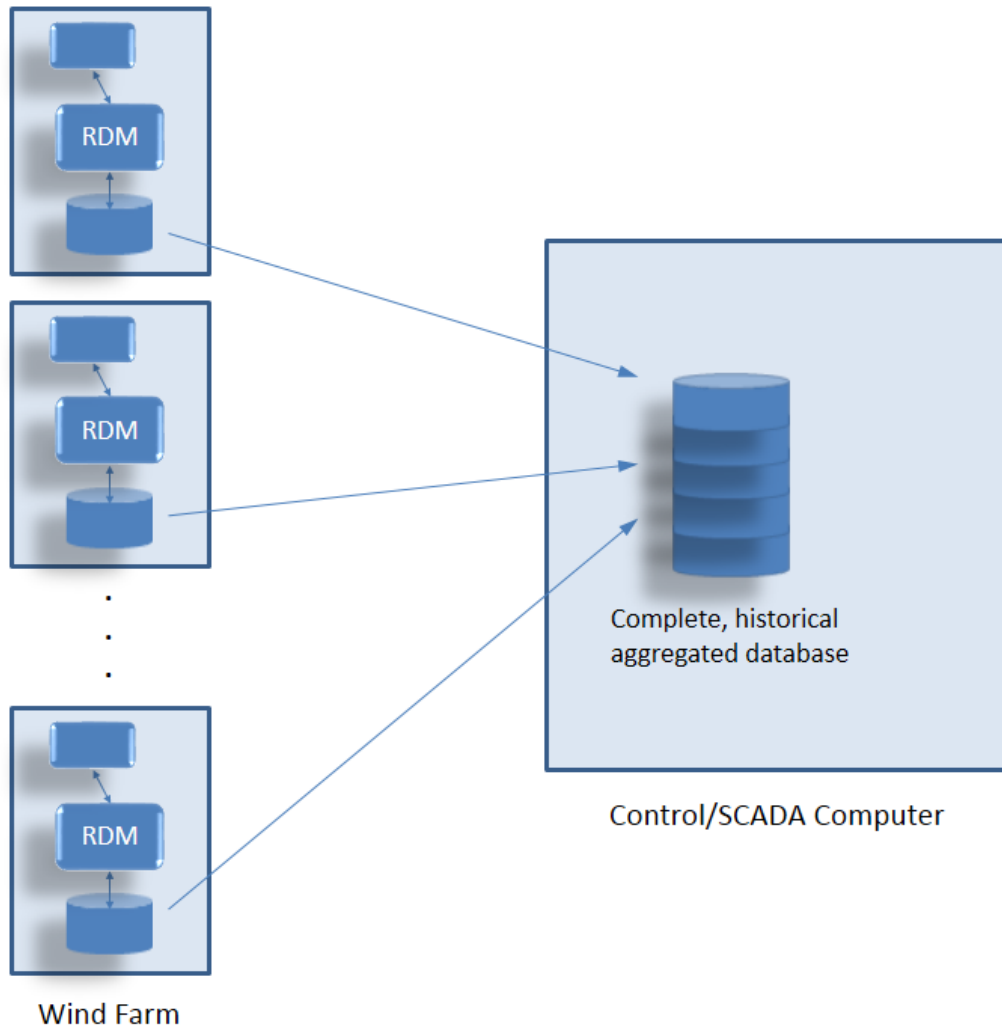 RDM
RDM
.
.
.
RDM
Wind Farm
Complete, historical
aggregated database
Control/SCADA Computer